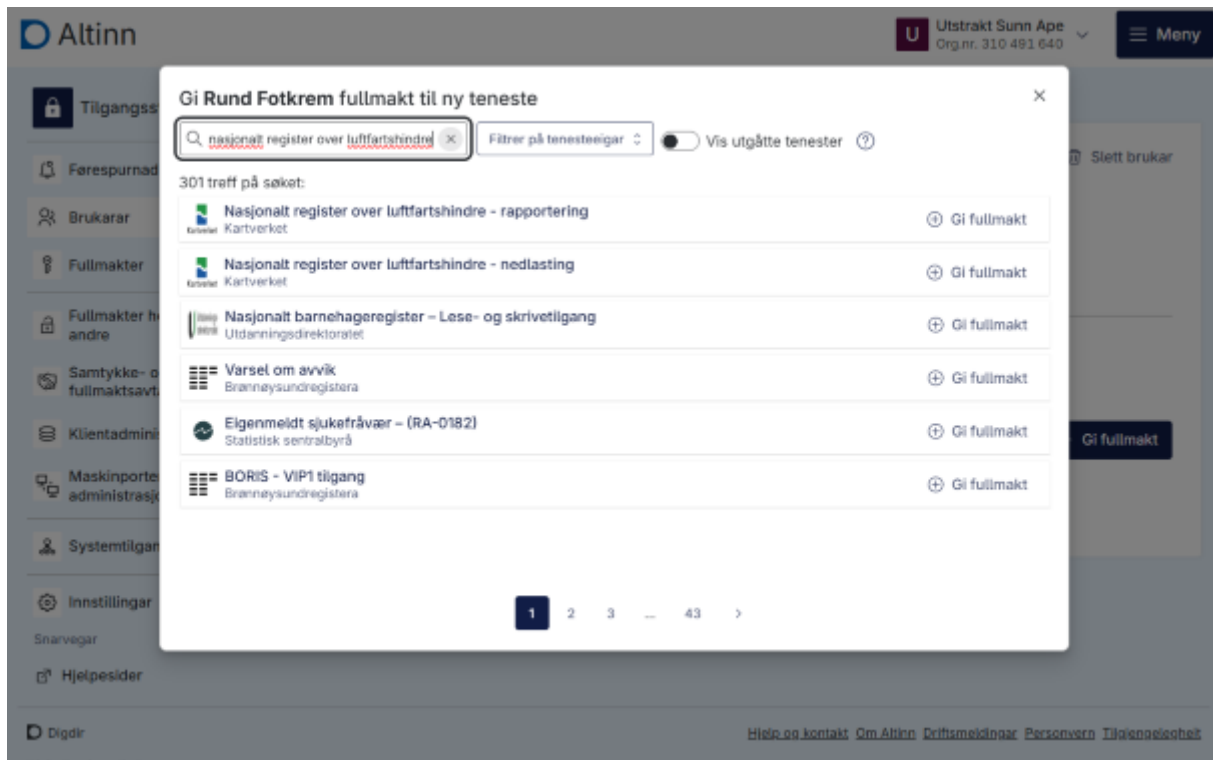 Altinn
U
Utstrakt Sunn Ape
Org.nr. 310 491 640
Meny
Tilgangss
Gi Rund Fotkrem fullmakt til ny teneste
nasjonalt register over luftfartshindre
Filtrer på tenesteeigar
Vis utgåtte tenester
Slett brukar
301 treff på søket:
Førespurnad
Brukarar
Fullmakter
Fullmakter h
andre
Samtykke- o
fullmaktsavt
Klientadmini
Maskinporte
administrasj
Systemtilgan
Innstillingar
Snarvegar
Hjelpesider
Nasjonalt register over luftfartshindre - rapportering
Kartverket
Gi fullmakt
Nasjonalt register over luftfartshindre - nedlasting
Kartverket
Gi fullmakt
Nasjonalt barnehageregister – Lese- og skrivetilgang
Utdanningsdirektoratet
Gi fullmakt
Varsel om avvik
Brønnøysundregistera
Gi fullmakt
Eigenmeldt sjukefråvær – (RA-0182)
Statistisk sentralbyrå
Gi fullmakt
BORIS - VIP1 tilgang
Brønnøysundregistera
Gi fullmakt
Gi fullmakt
1 2 3 ... 43
Digdir
Hjelp og kontakt Om Altinn Driftsmeldingar Personvern Tilgjengelegheit